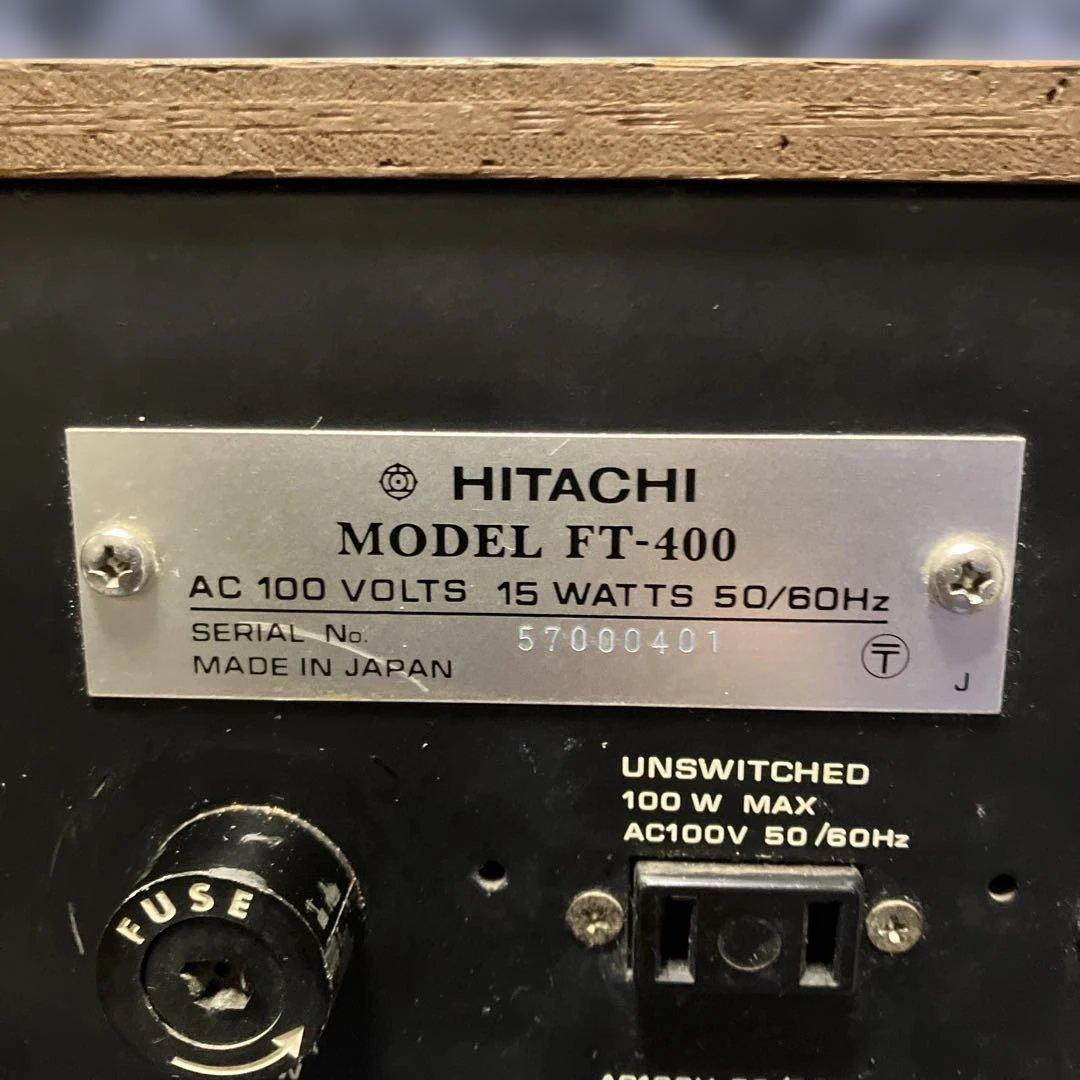 HITACHI
MODEL FT-400
AC 100 VOLTS 15 WATTS 50/60Hz
SERIAL No. 57000401
MADE IN JAPAN
〒
J
UNSWITCHED
100 W MAX
AC100V 50/60Hz
FUSE